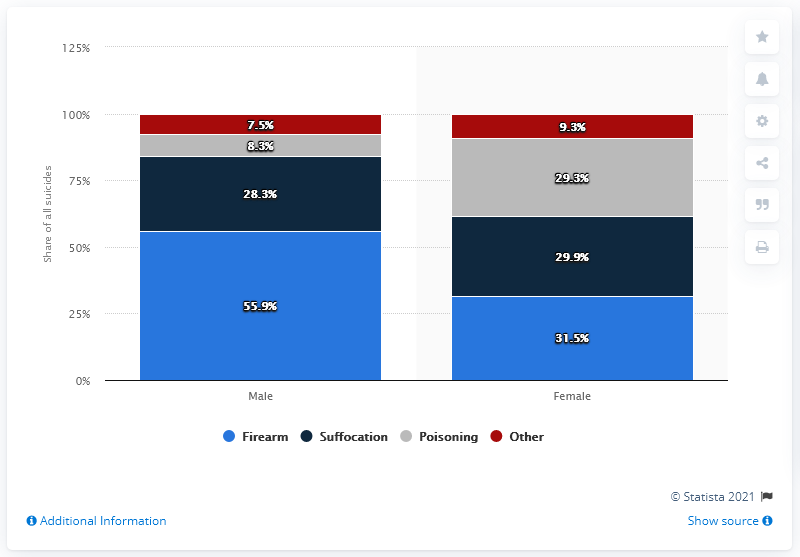 125%
100%
75%
50%
25%
0%
Share of all suicides
7.5%
8.3%
28.3%
55.9%
9.3%
29.3%
29.9%
31.5%
Male
Female
Firearm Suffocation Poisoning Other
© Statista 2021
Additional Information
Show source